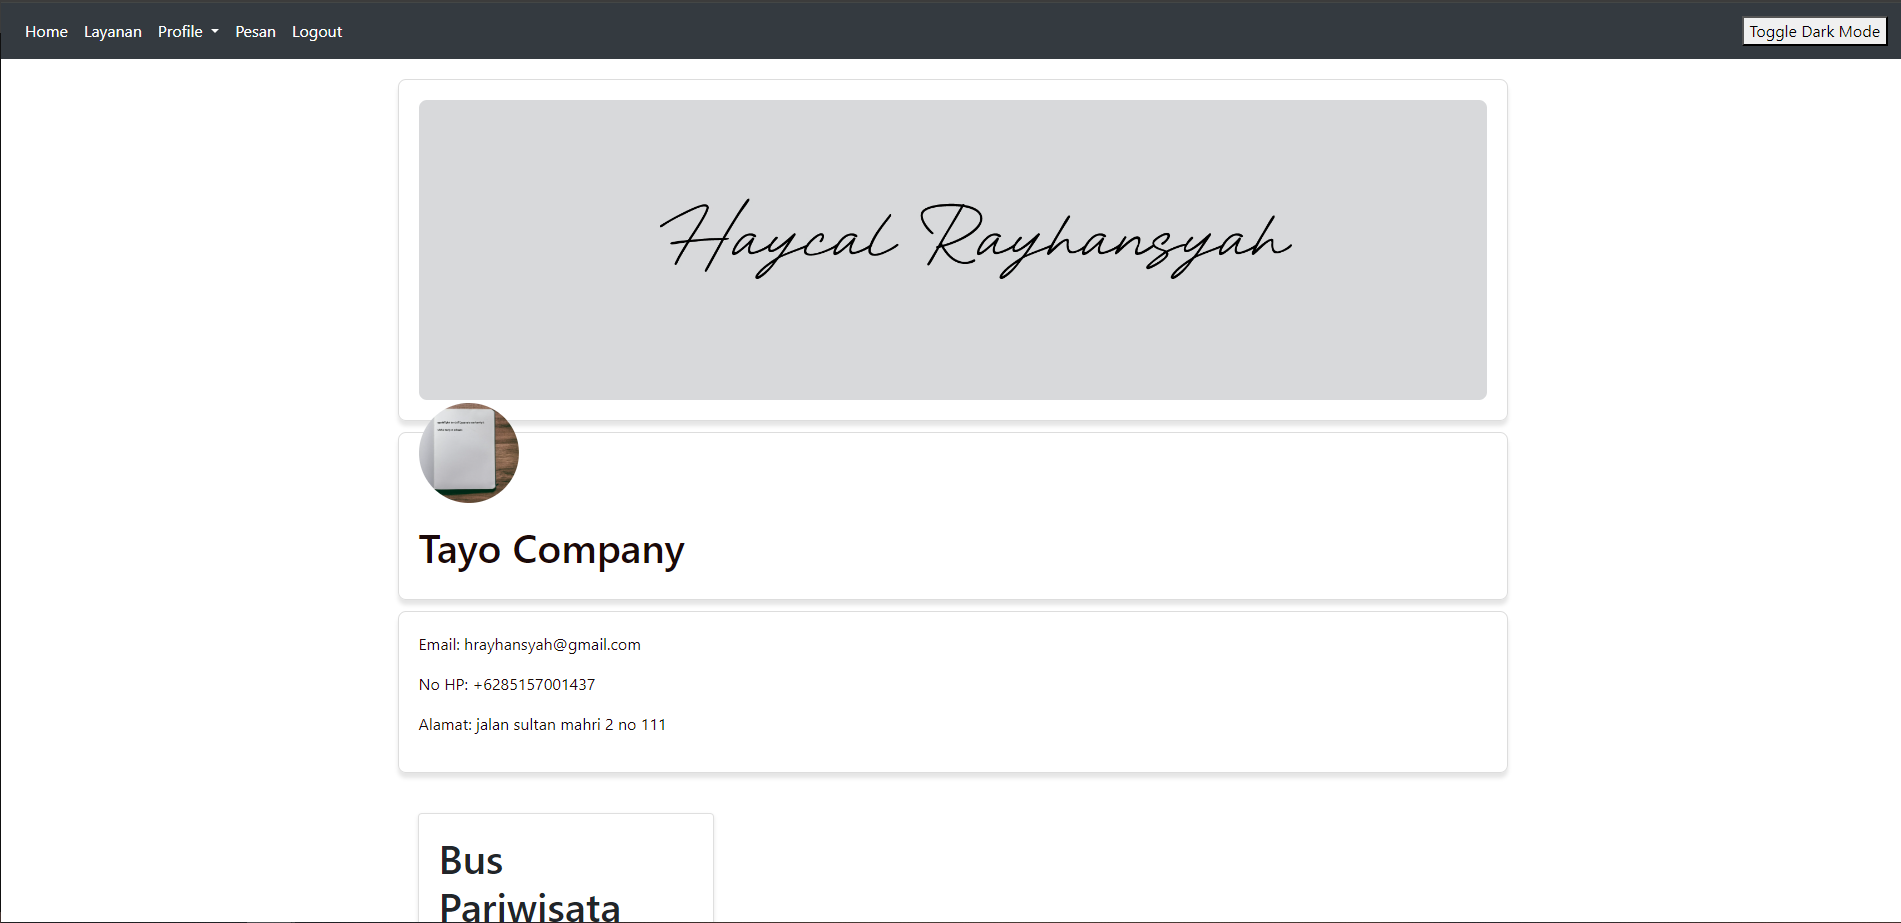 Home Layanan Profile Pesan Logout Toggle Dark Mode
Haycal Rayhansyah
Tayo Company
Email: hrayhansyah@gmail.com
No HP: +6285157001437
Alamat: jalan sultan mahri 2 no 111
Bus
Pariwisata